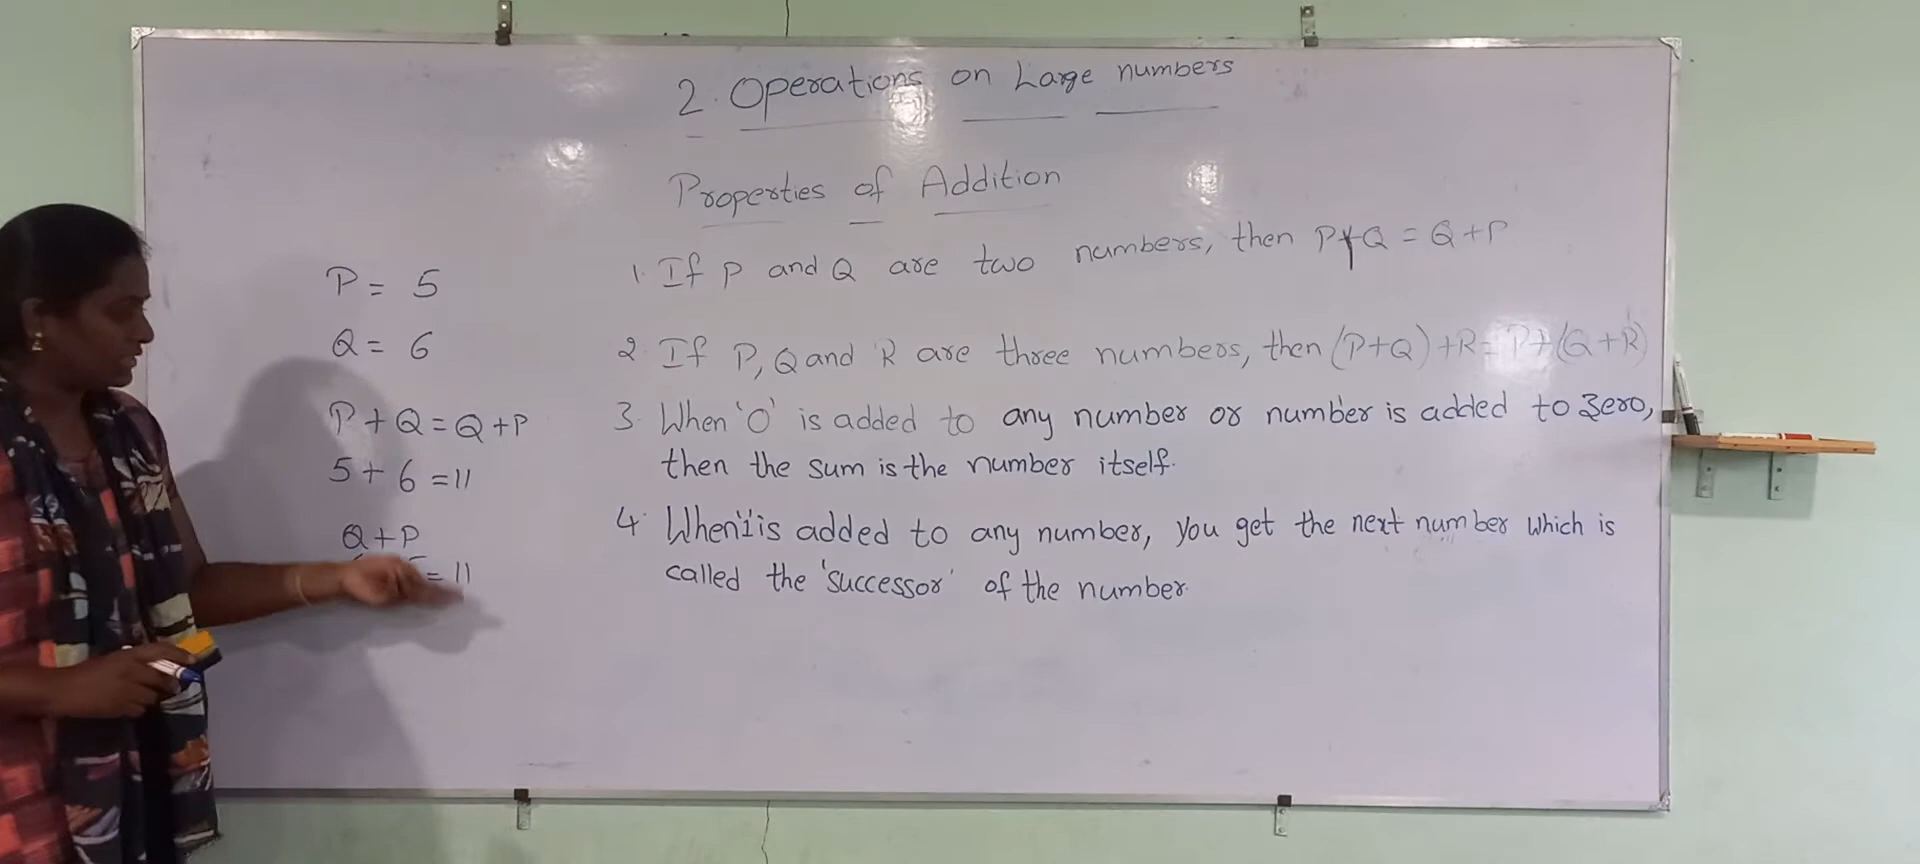 2. Operations on Large numbers
Properties of Addition
P = 5
Q = 6
P + Q = Q + P
5 + 6 = 11
Q + P
= 11
1. If P and Q are two numbers, then P+Q = Q+P
2. If P, Q and R are three numbers, then (P+Q)+R = P+(Q+R)
3. When 'O' is added to any number or number is added to Zero,
then the sum is the number itself.
4. When '1' is added to any number, you get the next number which is
called the 'successor' of the number.